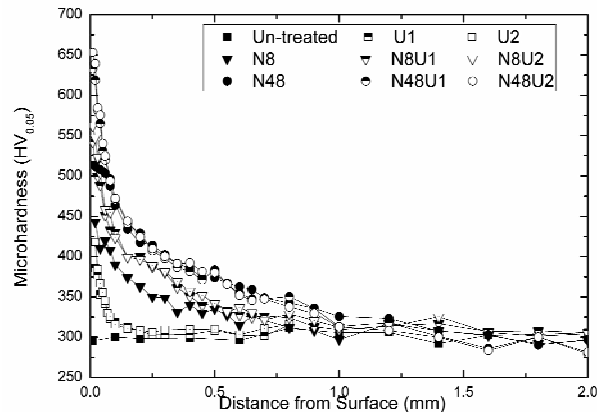 700
650
600
550
500
450
400
350
300
250
Microhardness (HV0.05)
Un-treated U1 U2
N8 N8U1 N8U2
N48 N48U1 N48U2
0.0 0.5 1.0 1.5 2.0
Distance from Surface (mm)